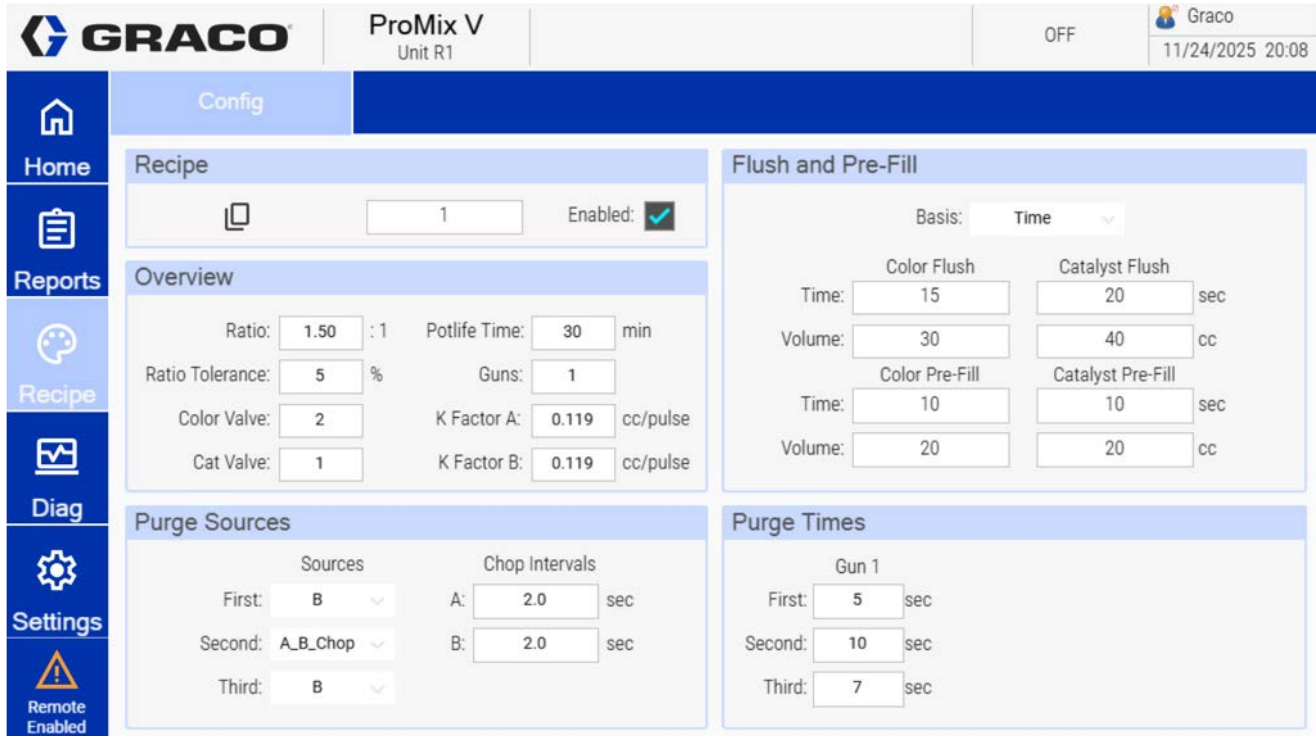 GRACO
ProMix V
Unit R1
OFF
Graco
11/24/2025 20:08
Home
Reports
Recipe
Diag
Settings
Remote
Enabled
Config
Recipe
1 Enabled:
Overview
Ratio: 1.50 : 1 Potlife Time: 30 min
Ratio Tolerance: 5 % Guns: 1
Color Valve: 2 K Factor A: 0.119 cc/pulse
Cat Valve: 1 K Factor B: 0.119 cc/pulse
Flush and Pre-Fill
Basis: Time
Color Flush Catalyst Flush
Time: 15 20 sec
Volume: 30 40 cc
Color Pre-Fill Catalyst Pre-Fill
Time: 10 10 sec
Volume: 20 20 cc
Purge Sources
Sources Chop Intervals
First: B A: 2.0 sec
Second: A_B_Chop B: 2.0 sec
Third: B
Purge Times
Gun 1
First: 5 sec
Second: 10 sec
Third: 7 sec